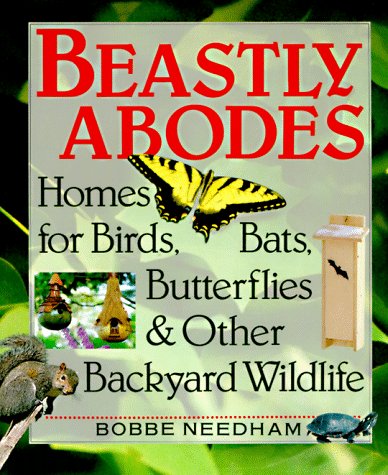 BEASTLY
ABODES
Homes
for Birds, Bats,
Butterflies
& Other
Backyard Wildlife
BOBBE NEEDHAM